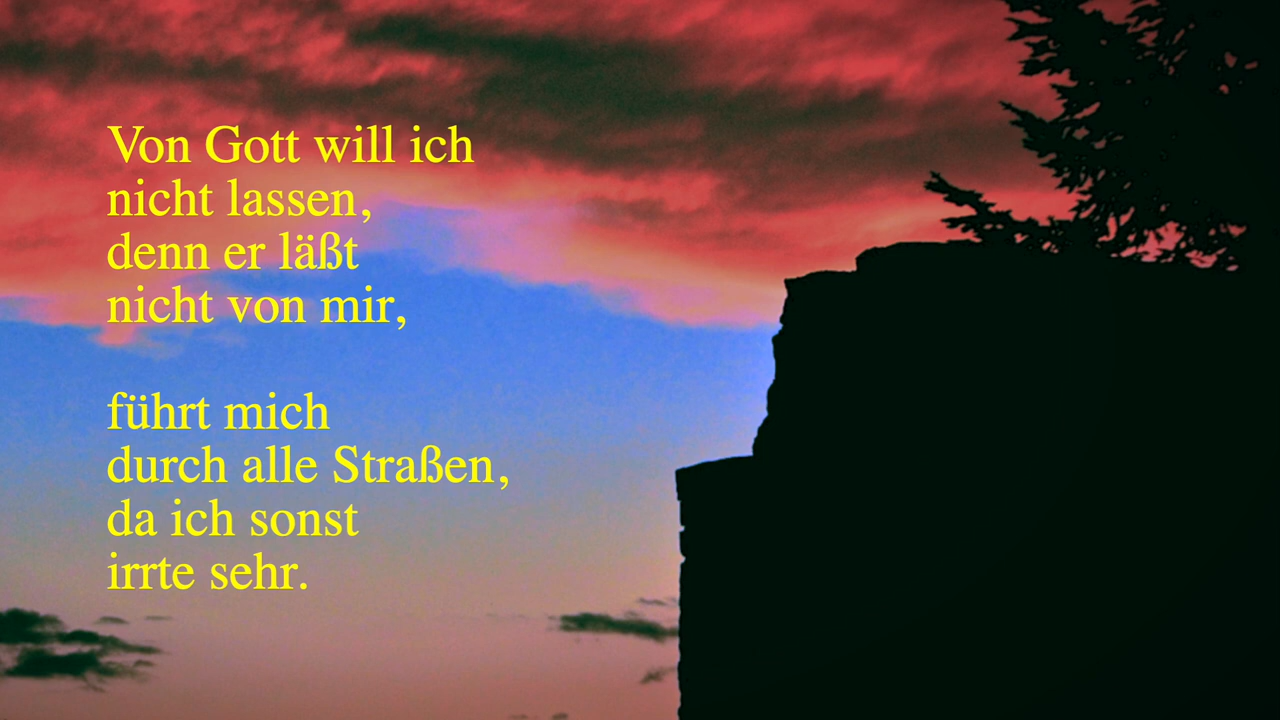 Von Gott will ich
nicht lassen,
denn er läßt
nicht von mir,
führt mich
durch alle Straßen,
da ich sonst
irrte sehr.